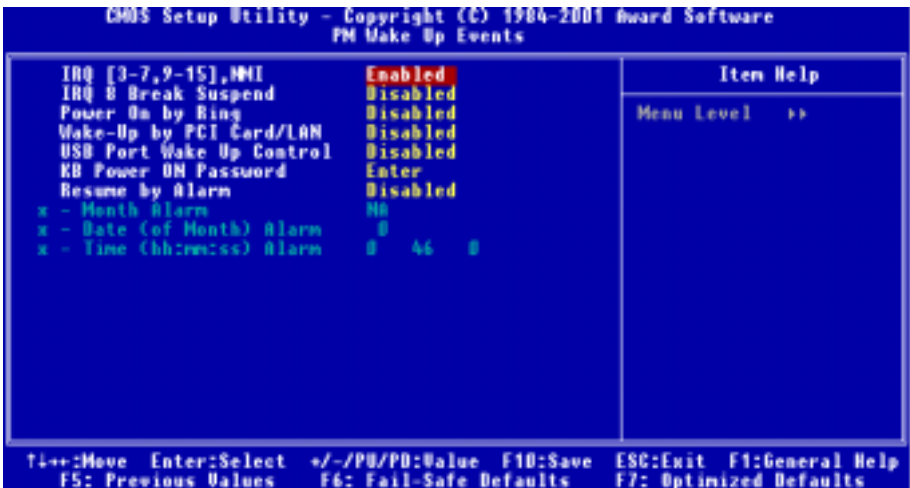 CMOS Setup Utility - Copyright (C) 1984-2001 Award Software
PM Wake Up Events
IRQ [3-7,9-15],NMI Enabled
IRQ 8 Break Suspend Disabled
Power On by Ring Disabled
Wake-Up by PCI Card/LAN Disabled
USB Port Wake Up Control Disabled
KB Power ON Password Enter
Resume by Alarm Disabled
x - Month Alarm NA
x - Date (of Month) Alarm 0
x - Time (hh:mm:ss) Alarm 0 46 0
Item Help
Menu Level ▸▸
↑↓→←:Move Enter:Select +/-/PU/PD:Value F10:Save ESC:Exit F1:General Help
F5: Previous Values F6: Fail-Safe Defaults F7: Optimized Defaults